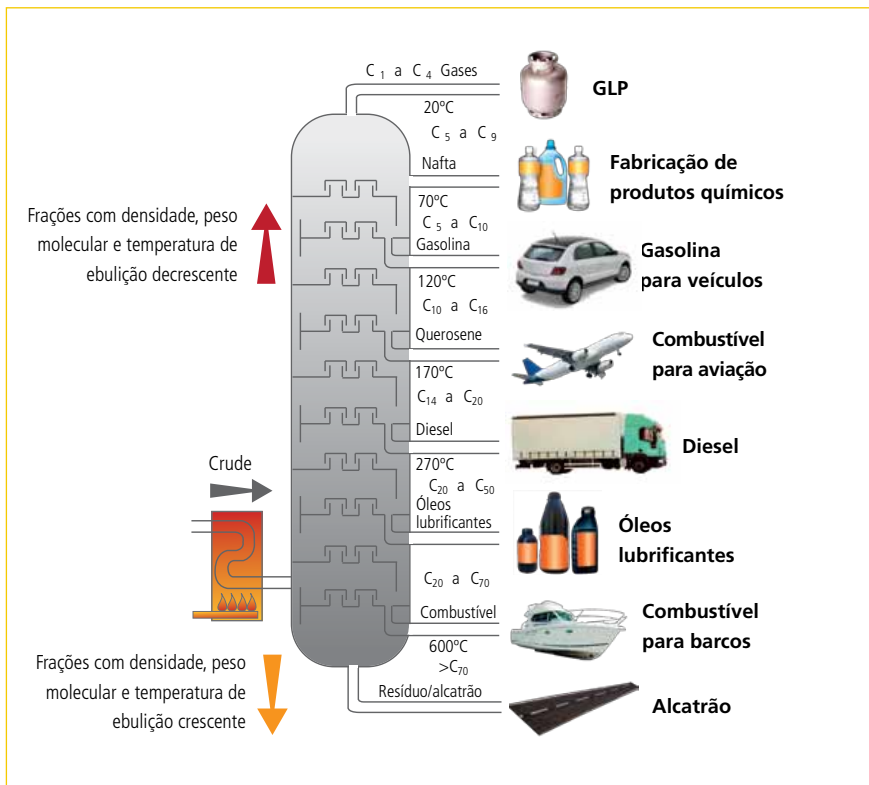 C 1 a C 4 Gases
GLP
20ºC
C 5 a C 9
Nafta
Fabricação de
produtos químicos
70ºC
C 5 a C10
Gasolina
Gasolina
para veículos
Frações com densidade, peso
molecular e temperatura de
ebulição decrescente
120ºC
C10 a C16
Querosene
Combustível
para aviação
170ºC
C14 a C20
Diesel
Diesel
Crude
270ºC
C20 a C50
Óleos
lubrificantes
Óleos
lubrificantes
C20 a C70
Combustível
Combustível
para barcos
600ºC
>C70
Resíduo/alcatrão
Alcatrão
Frações com densidade, peso
molecular e temperatura de
ebulição crescente